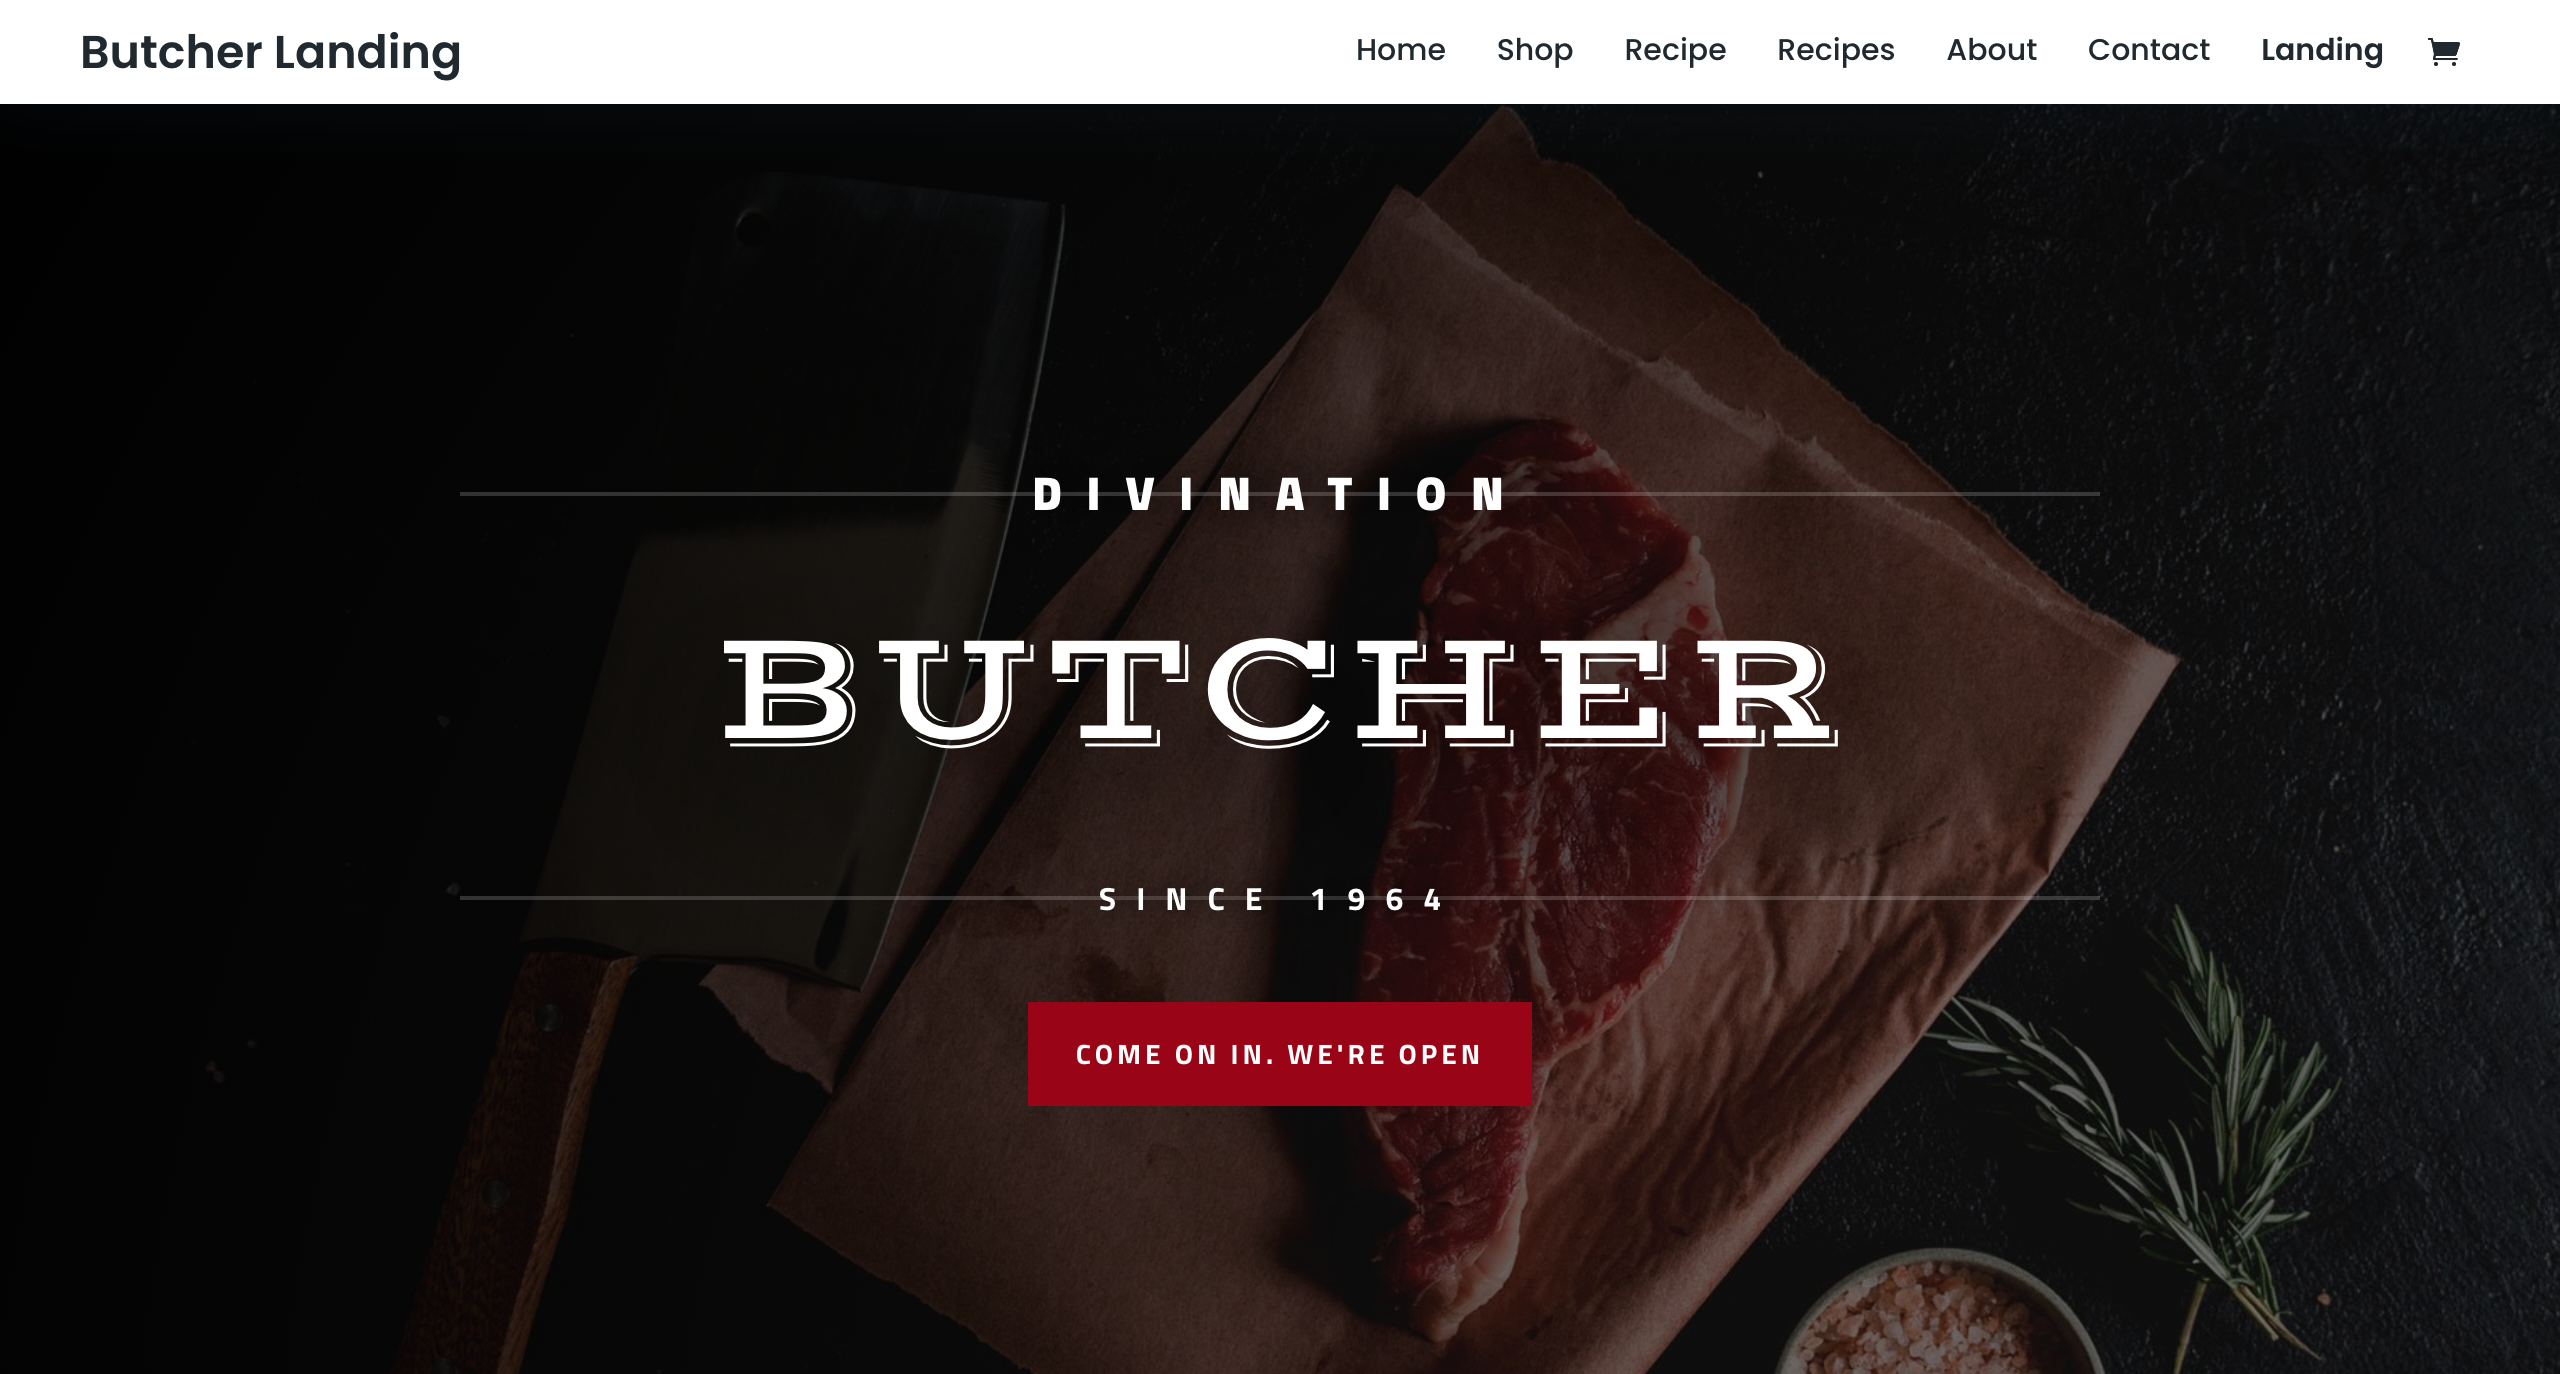 Butcher Landing
Home Shop Recipe Recipes About Contact Landing
DIVINATION
BUTCHER
SINCE 1964
COME ON IN. WE'RE OPEN